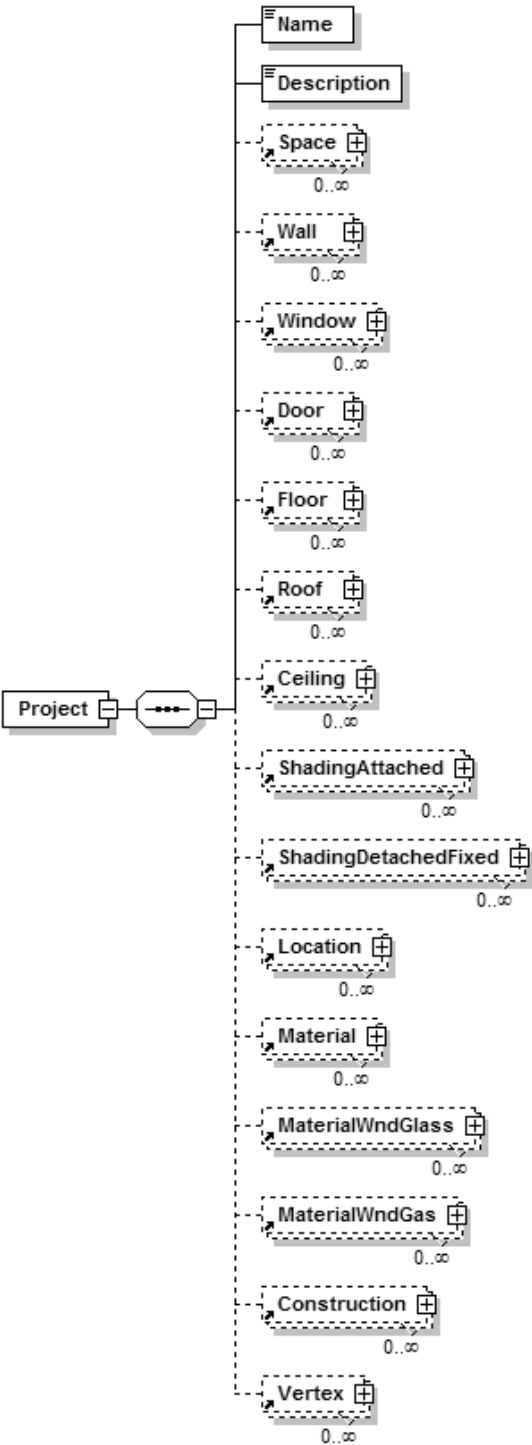 Name
Description
Space
0..∞
Wall
0..∞
Window
0..∞
Door
0..∞
Floor
0..∞
Roof
0..∞
Ceiling
0..∞
Project
ShadingAttached
0..∞
ShadingDetachedFixed
0..∞
Location
0..∞
Material
0..∞
MaterialWndGlass
0..∞
MaterialWndGas
0..∞
Construction
0..∞
Vertex
0..∞